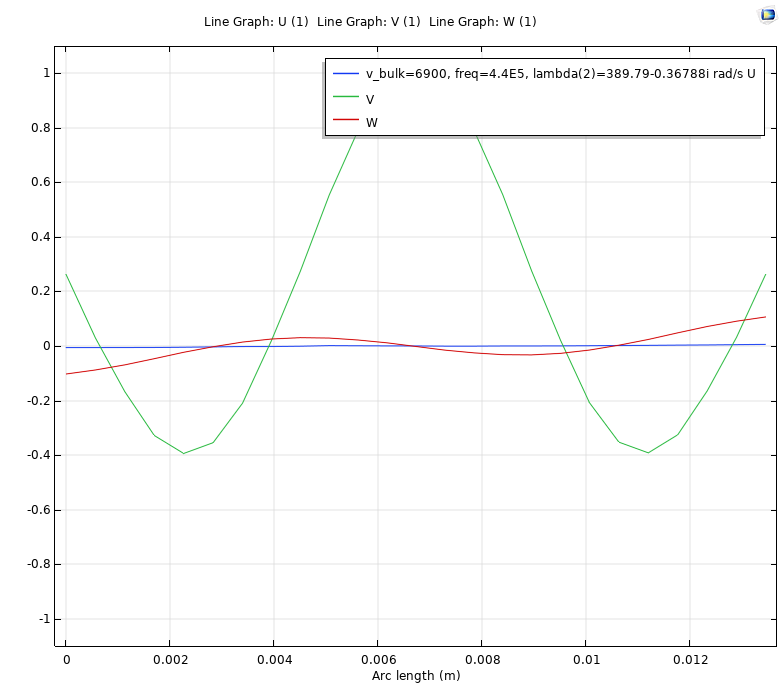 Line Graph: U (1)  Line Graph: V (1)  Line Graph: W (1)
v_bulk=6900, freq=4.4E5, lambda(2)=389.79-0.36788i rad/s U
V
W
1
0.8
0.6
0.4
0.2
0
-0.2
-0.4
-0.6
-0.8
-1
0 0.002 0.004 0.006 0.008 0.01 0.012
Arc length (m)